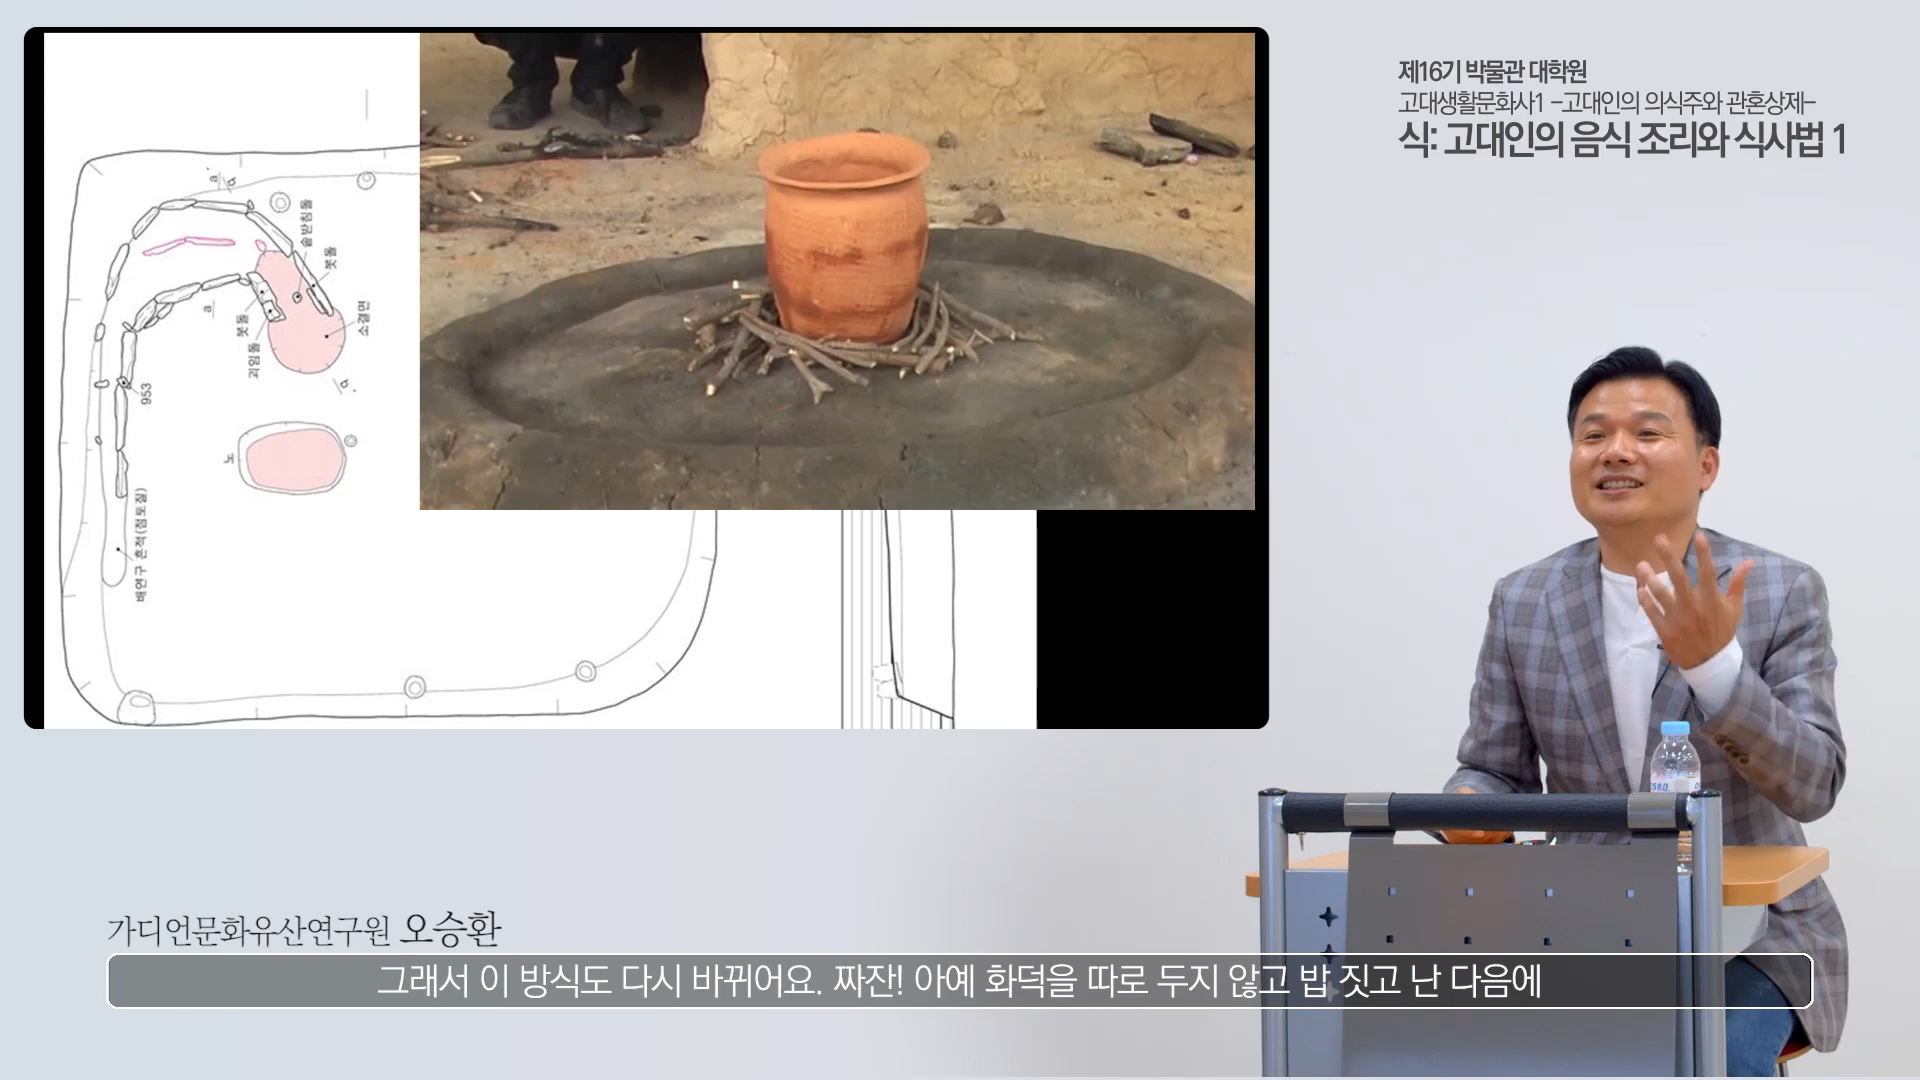 제16기 박물관 대학원
고대생활문화사1 -고대인의 의식주와 관혼상제-
식: 고대인의 음식 조리와 식사법 1
a'
a
솥받침돌
봇돌
a
봇돌
괴임돌
소결면
a'
953
노
배연구 흔적(점토질)
58.0
가디언문화유산연구원 오승환
그래서 이 방식도 다시 바뀌어요. 짜잔! 아예 화덕을 따로 두지 않고 밥 짓고 난 다음에